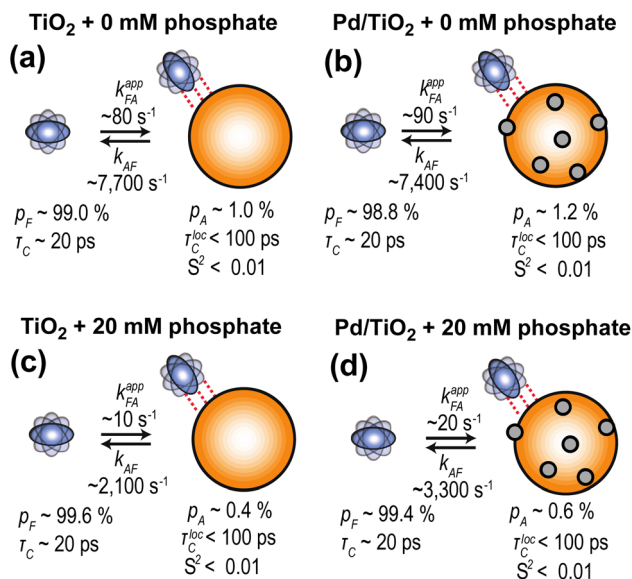 TiO₂ + 0 mM phosphate
(a)
k_FA^app
~80 s⁻¹
k_AF
~7,700 s⁻¹
p_F ~ 99.0 %
τ_C ~ 20 ps
p_A ~ 1.0 %
τ_C^loc < 100 ps
S² < 0.01
Pd/TiO₂ + 0 mM phosphate
(b)
k_FA^app
~90 s⁻¹
k_AF
~7,400 s⁻¹
p_F ~ 98.8 %
τ_C ~ 20 ps
p_A ~ 1.2 %
τ_C^loc < 100 ps
S² < 0.01
TiO₂ + 20 mM phosphate
(c)
k_FA^app
~10 s⁻¹
k_AF
~2,100 s⁻¹
p_F ~ 99.6 %
τ_C ~ 20 ps
p_A ~ 0.4 %
τ_C^loc < 100 ps
S² < 0.01
Pd/TiO₂ + 20 mM phosphate
(d)
k_FA^app
~20 s⁻¹
k_AF
~3,300 s⁻¹
p_F ~ 99.4 %
τ_C ~ 20 ps
p_A ~ 0.6 %
τ_C^loc < 100 ps
S² < 0.01